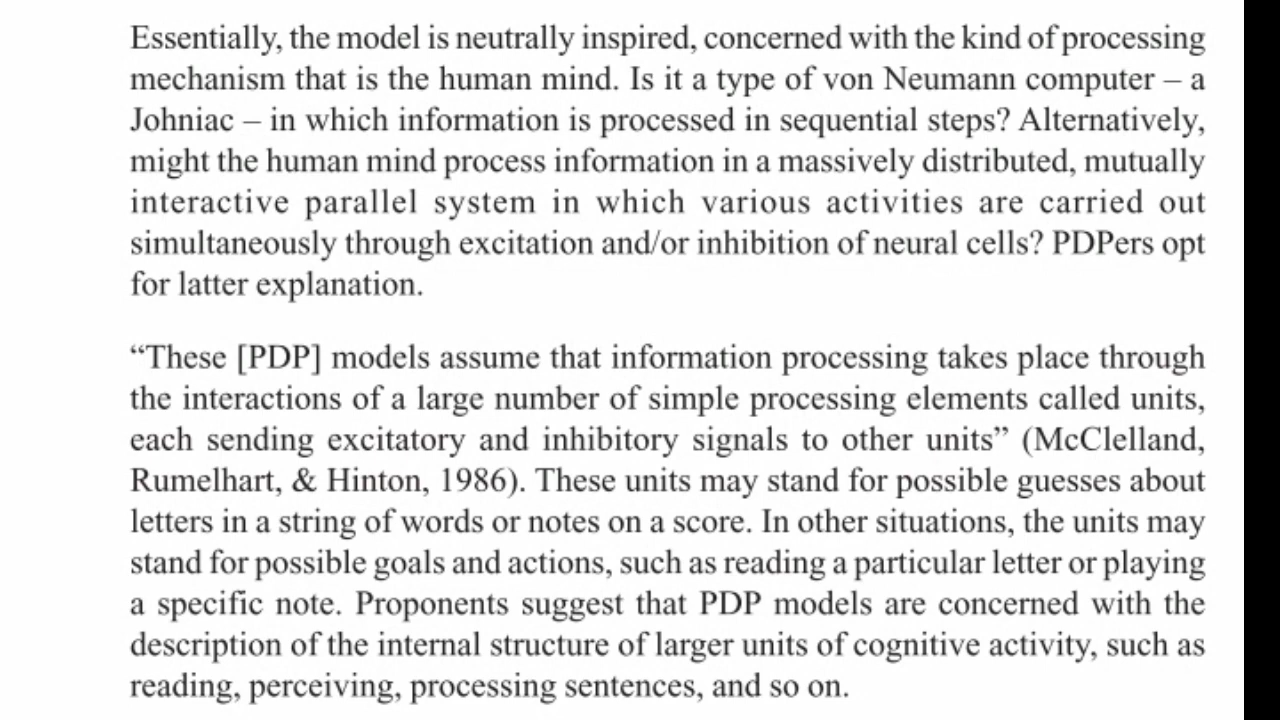 Essentially, the model is neutrally inspired, concerned with the kind of processing
mechanism that is the human mind. Is it a type of von Neumann computer – a
Johniac – in which information is processed in sequential steps? Alternatively,
might the human mind process information in a massively distributed, mutually
interactive parallel system in which various activities are carried out
simultaneously through excitation and/or inhibition of neural cells? PDPers opt
for latter explanation.
“These [PDP] models assume that information processing takes place through
the interactions of a large number of simple processing elements called units,
each sending excitatory and inhibitory signals to other units” (McClelland,
Rumelhart, & Hinton, 1986). These units may stand for possible guesses about
letters in a string of words or notes on a score. In other situations, the units may
stand for possible goals and actions, such as reading a particular letter or playing
a specific note. Proponents suggest that PDP models are concerned with the
description of the internal structure of larger units of cognitive activity, such as
reading, perceiving, processing sentences, and so on.